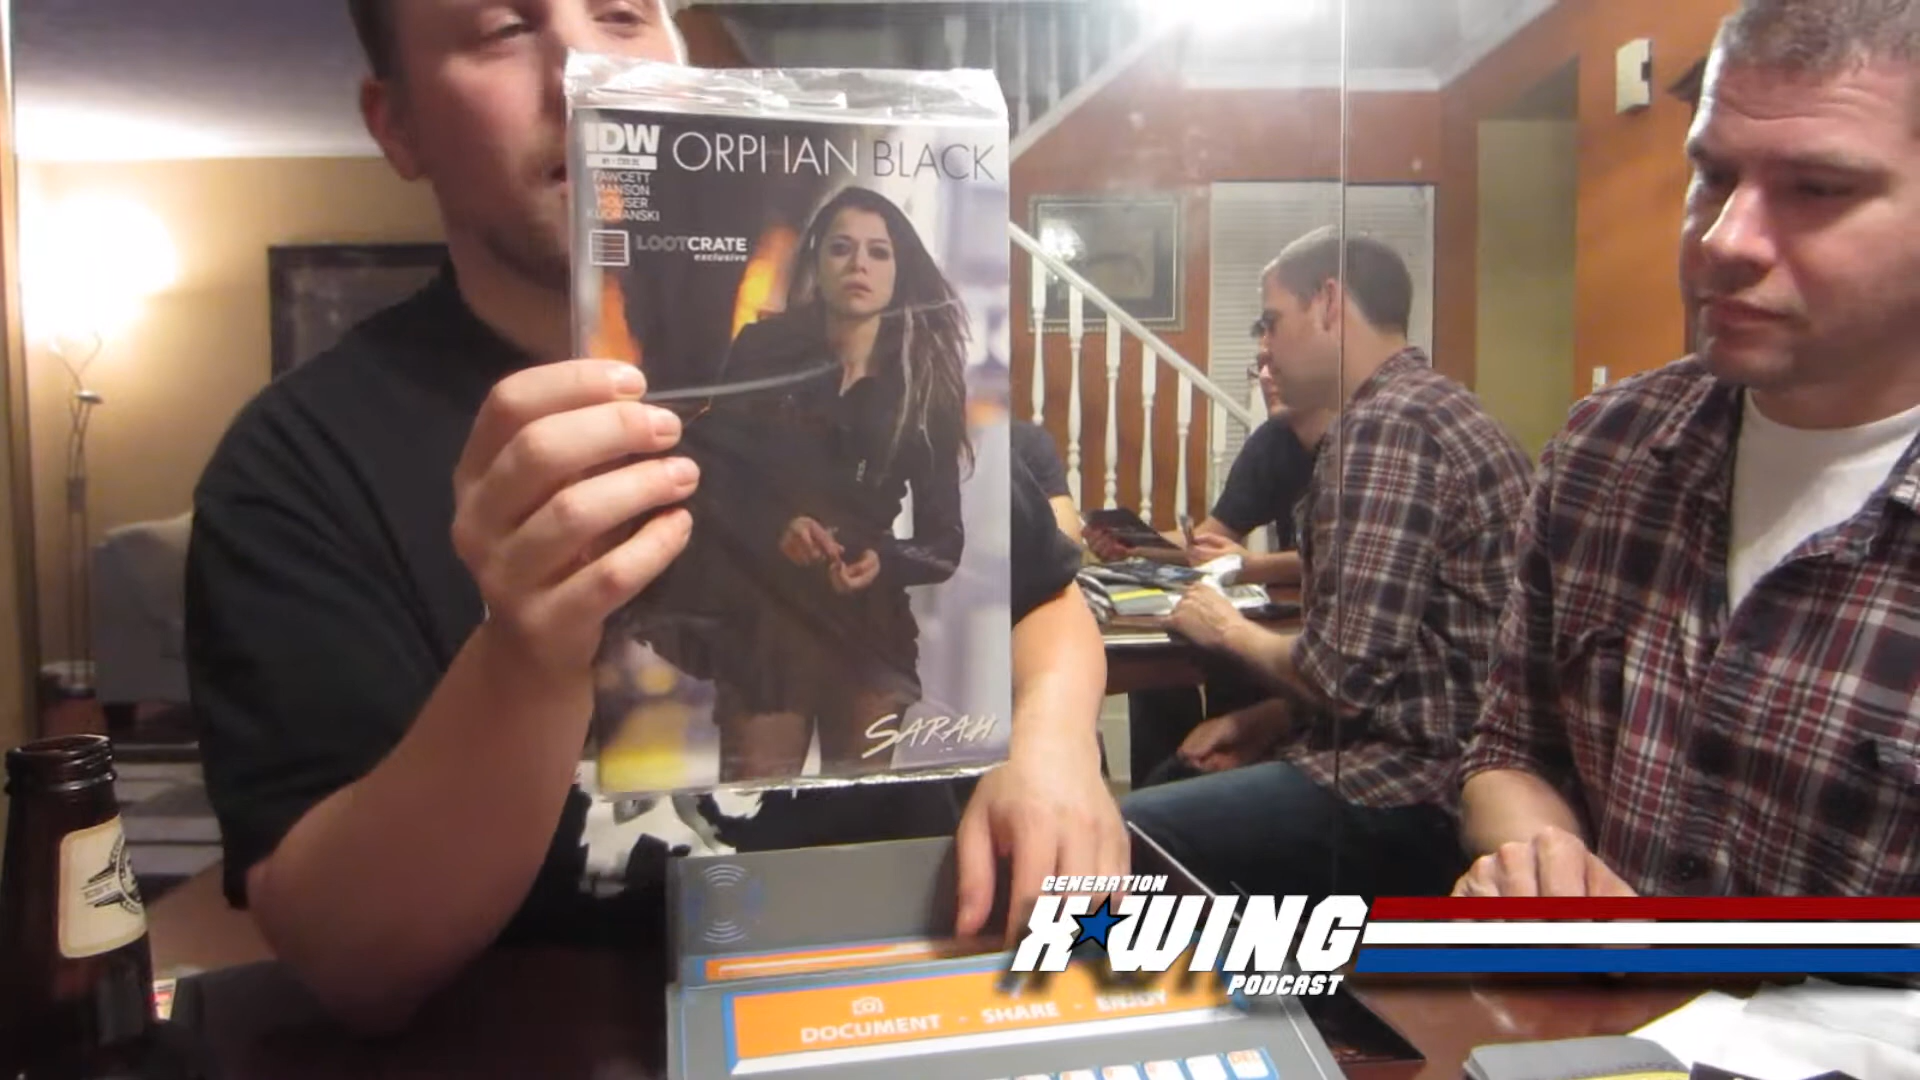 IDW
ORPHAN BLACK
FAWCETT
MANSON
HOUSER
KUDRANSKI
LOOTCRATE
exclusive
SARAH
GENERATION
X★WING
PODCAST
DOCUMENT - SHARE - ENJOY